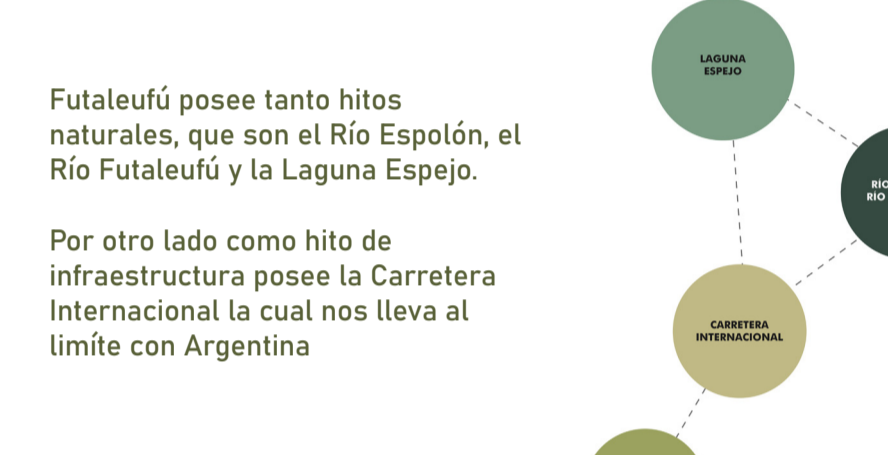 Futaleufú posee tanto hitos
naturales, que son el Río Espolón, el
Río Futaleufú y la Laguna Espejo.
Por otro lado como hito de
infraestructura posee la Carretera
Internacional la cual nos lleva al
limíte con Argentina
LAGUNA
ESPEJO
RÍO
CARRETERA
INTERNACIONAL